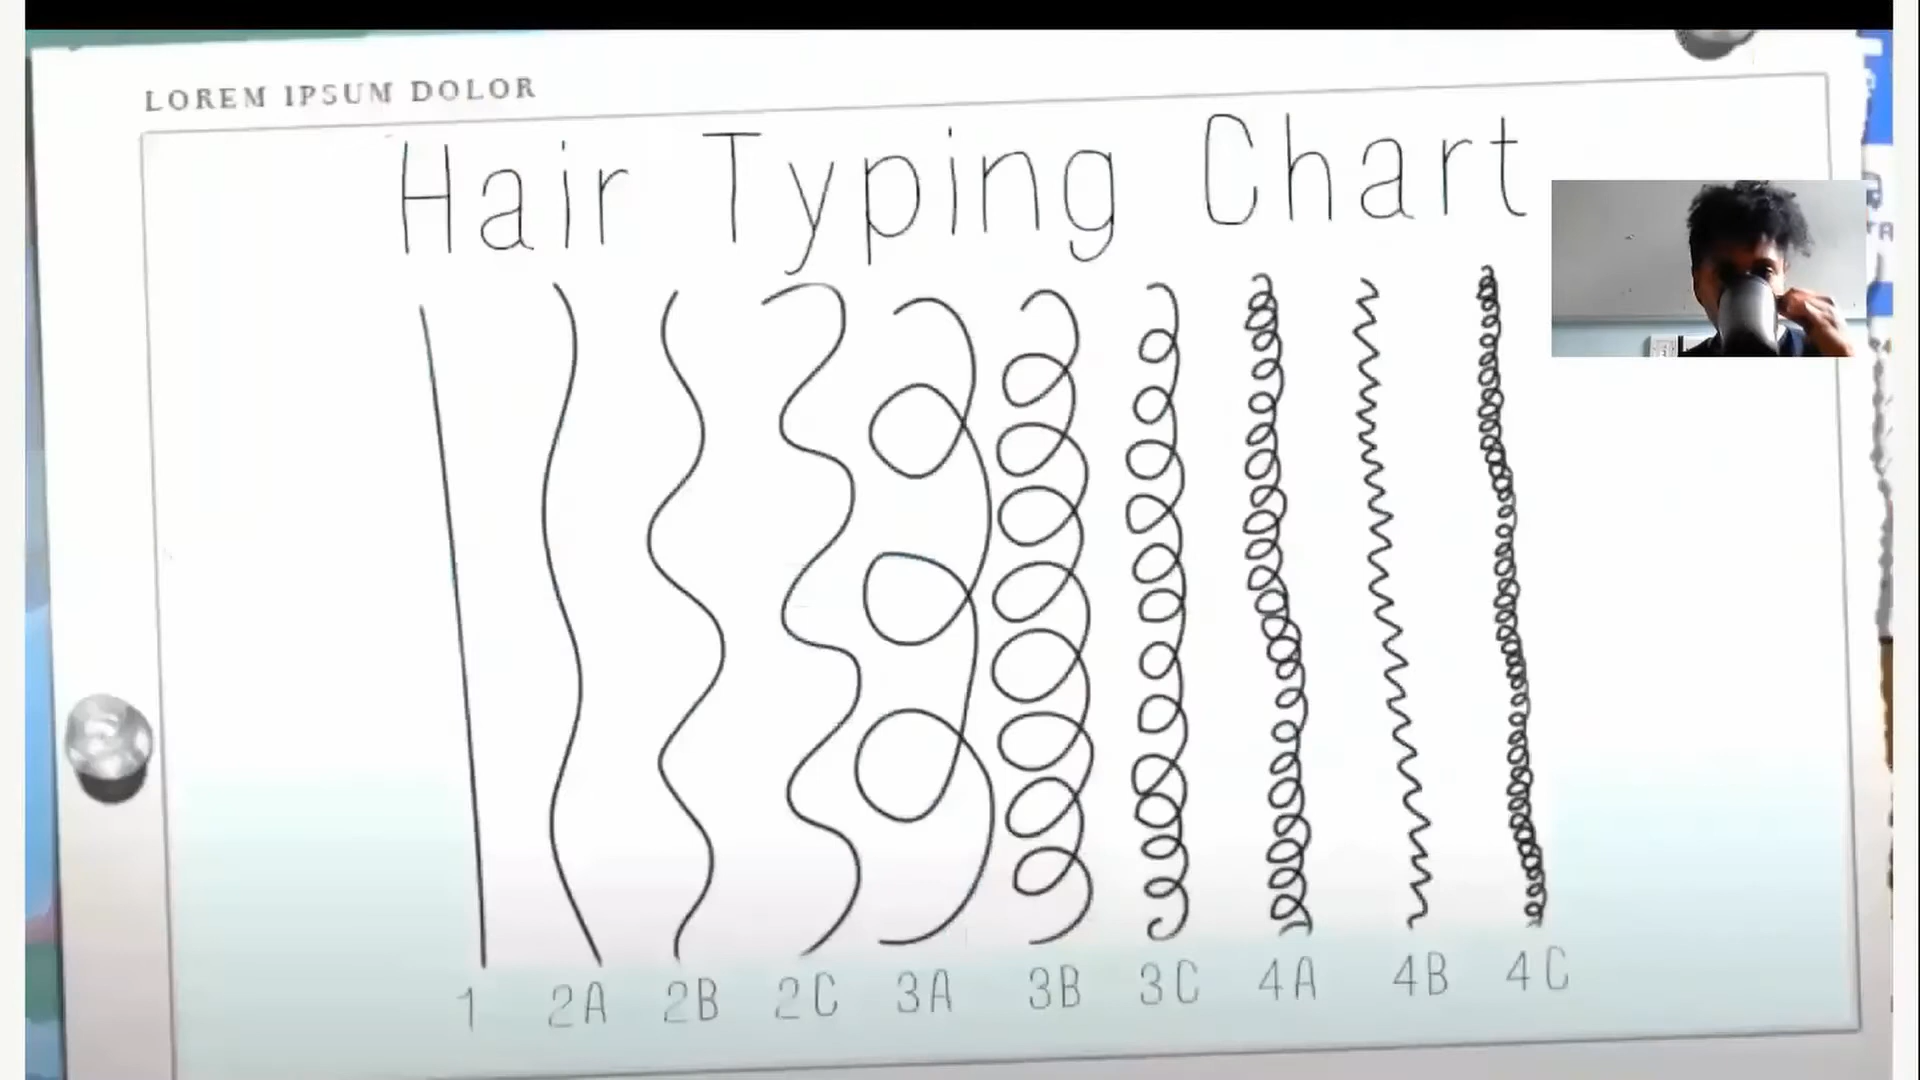 LOREM IPSUM DOLOR
Hair Typing Chart
1 2A 2B 2C 3A 3B 3C 4A 4B 4C